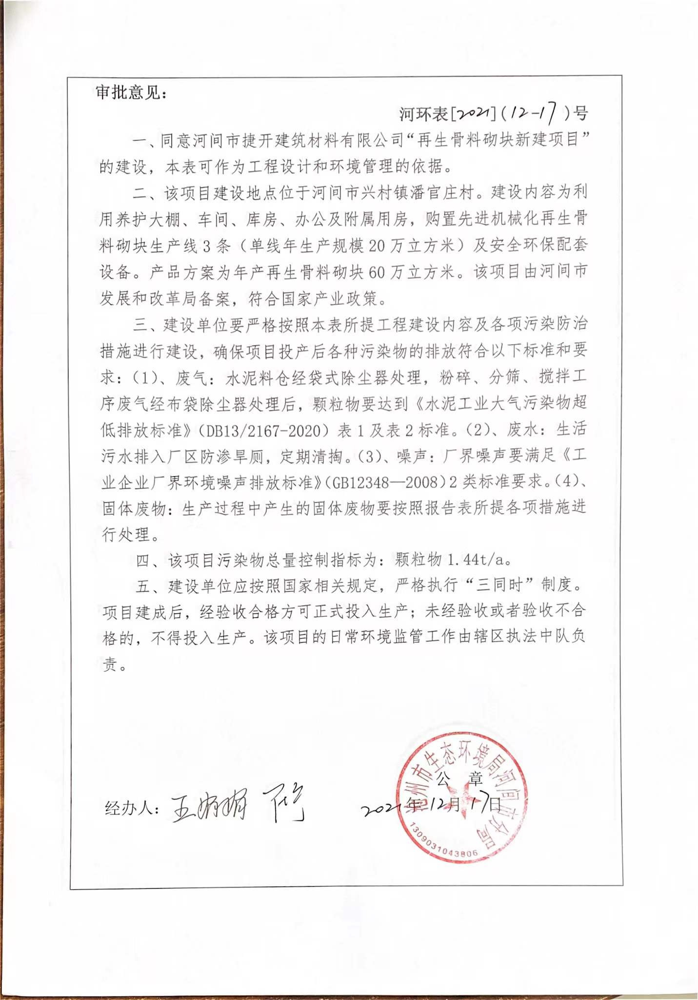 审批意见：
河环表[2021](12-17)号
一、同意河间市捷开建筑材料有限公司“再生骨料砌块新建项目”
的建设，本表可作为工程设计和环境管理的依据。
二、该项目建设地点位于河间市兴村镇潘官庄村。建设内容为利
用养护大棚、车间、库房、办公及附属用房，购置先进机械化再生骨
料砌块生产线3条（单线年生产规模20万立方米）及安全环保配套
设备。产品方案为年产再生骨料砌块60万立方米。该项目由河间市
发展和改革局备案，符合国家产业政策。
三、建设单位要严格按照本表所提工程建设内容及各项污染防治
措施进行建设，确保项目投产后各种污染物的排放符合以下标准和要
求：(1)、废气：水泥料仓经袋式除尘器处理，粉碎、分筛、搅拌工
序废气经布袋除尘器处理后，颗粒物要达到《水泥工业大气污染物超
低排放标准》（DB13/2167-2020）表1及表2标准。(2)、废水：生活
污水排入厂区防渗旱厕，定期清掏。(3)、噪声：厂界噪声要满足《工
业企业厂界环境噪声排放标准》（GB12348—2008）2类标准要求。(4)、
固体废物：生产过程中产生的固体废物要按照报告表所提各项措施进
行处理。
四、该项目污染物总量控制指标为：颗粒物1.44t/a。
五、建设单位应按照国家相关规定，严格执行“三同时”制度。
项目建成后，经验收合格方可正式投入生产；未经验收或者验收不合
格的，不得投入生产。该项目的日常环境监管工作由辖区执法中队负
责。
沧州市生态环境局河间市分局
公 章
经办人：王娟娟
2021年12月17日
1309031043806